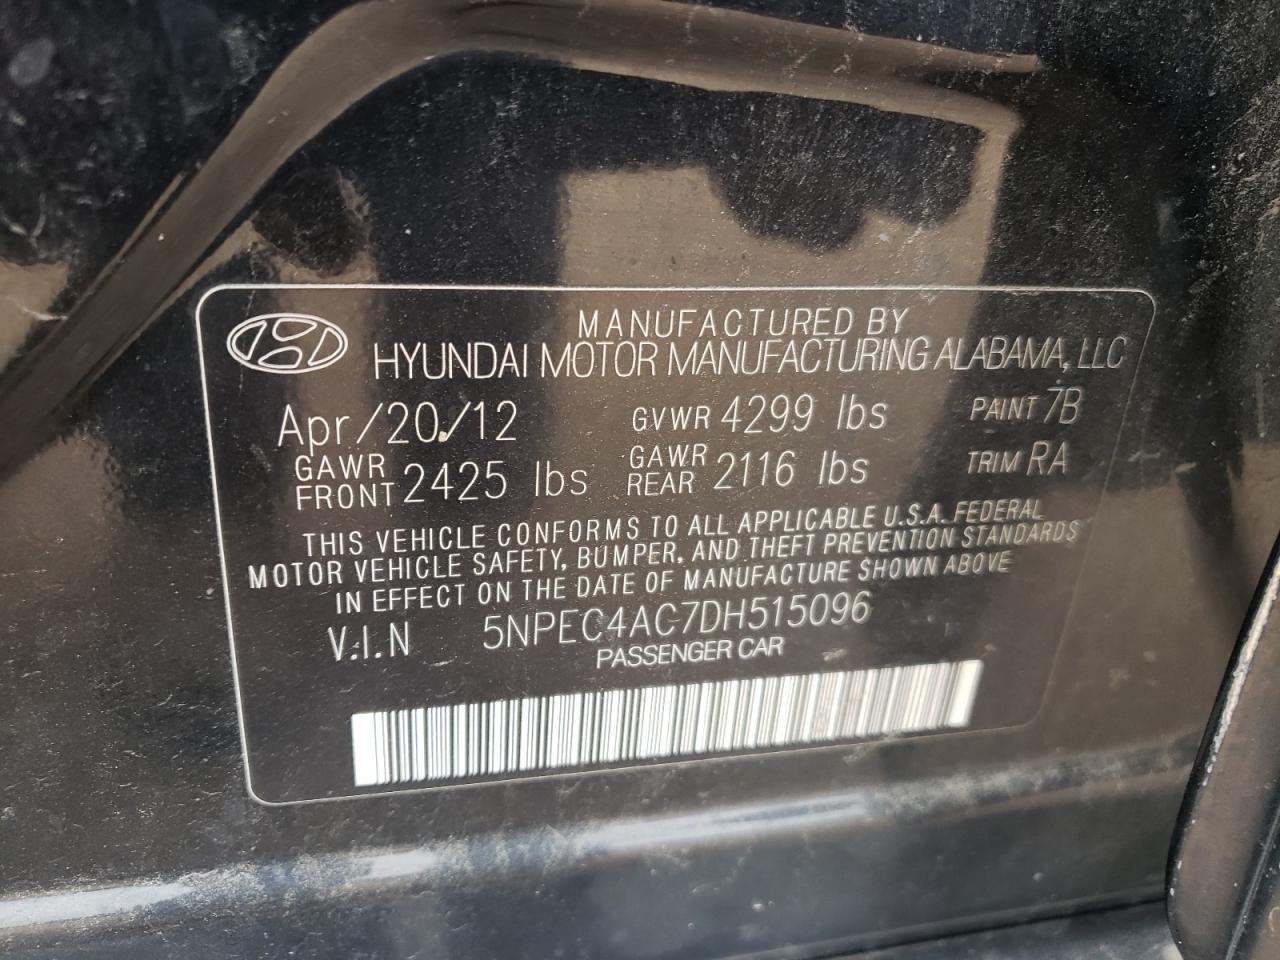 MANUFACTURED BY
HYUNDAI MOTOR MANUFACTURING ALABAMA, LLC
Apr/20/12 GVWR 4299 lbs PAINT 7B
GAWR FRONT 2425 lbs GAWR REAR 2116 lbs TRIM RA
THIS VEHICLE CONFORMS TO ALL APPLICABLE U.S.A. FEDERAL
MOTOR VEHICLE SAFETY, BUMPER, AND THEFT PREVENTION STANDARDS
IN EFFECT ON THE DATE OF MANUFACTURE SHOWN ABOVE
V.I.N 5NPEC4AC7DH515096
PASSENGER CAR